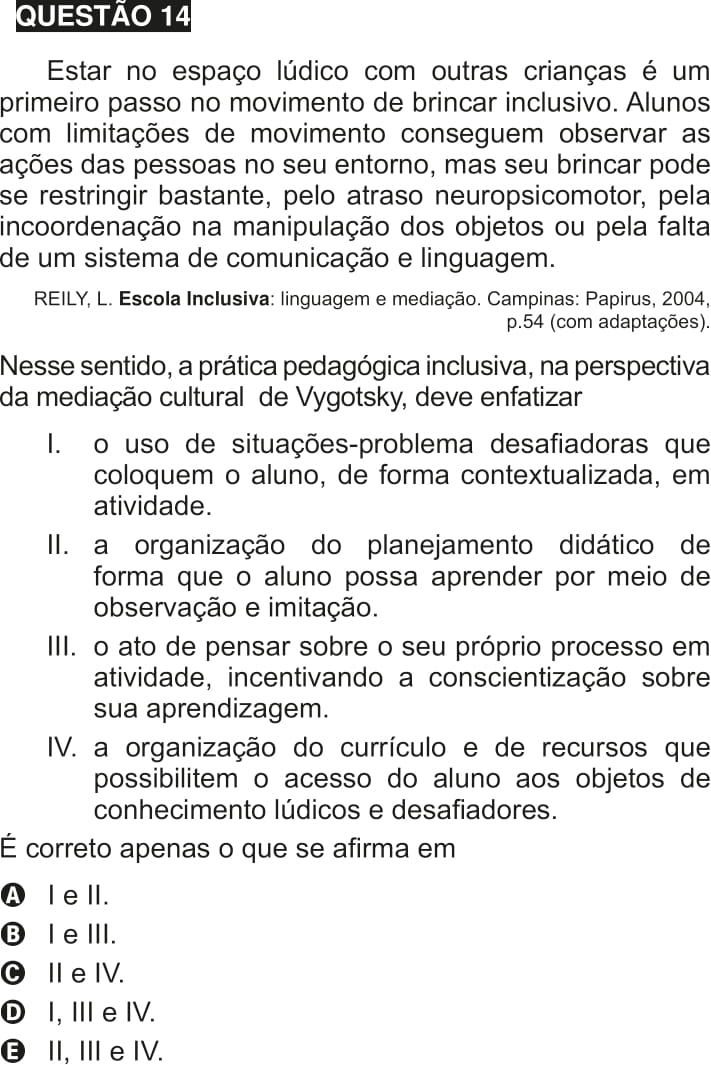 QUESTÃO 14
Estar no espaço lúdico com outras crianças é um
primeiro passo no movimento de brincar inclusivo. Alunos
com limitações de movimento conseguem observar as
ações das pessoas no seu entorno, mas seu brincar pode
se restringir bastante, pelo atraso neuropsicomotor, pela
incoordenação na manipulação dos objetos ou pela falta
de um sistema de comunicação e linguagem.
REILY, L. Escola Inclusiva: linguagem e mediação. Campinas: Papirus, 2004,
p.54 (com adaptações).
Nesse sentido, a prática pedagógica inclusiva, na perspectiva
da mediação cultural de Vygotsky, deve enfatizar
I. o uso de situações-problema desafiadoras que
coloquem o aluno, de forma contextualizada, em
atividade.
II. a organização do planejamento didático de
forma que o aluno possa aprender por meio de
observação e imitação.
III. o ato de pensar sobre o seu próprio processo em
atividade, incentivando a conscientização sobre
sua aprendizagem.
IV. a organização do currículo e de recursos que
possibilitem o acesso do aluno aos objetos de
conhecimento lúdicos e desafiadores.
É correto apenas o que se afirma em
A I e II.
B I e III.
C II e IV.
D I, III e IV.
E II, III e IV.